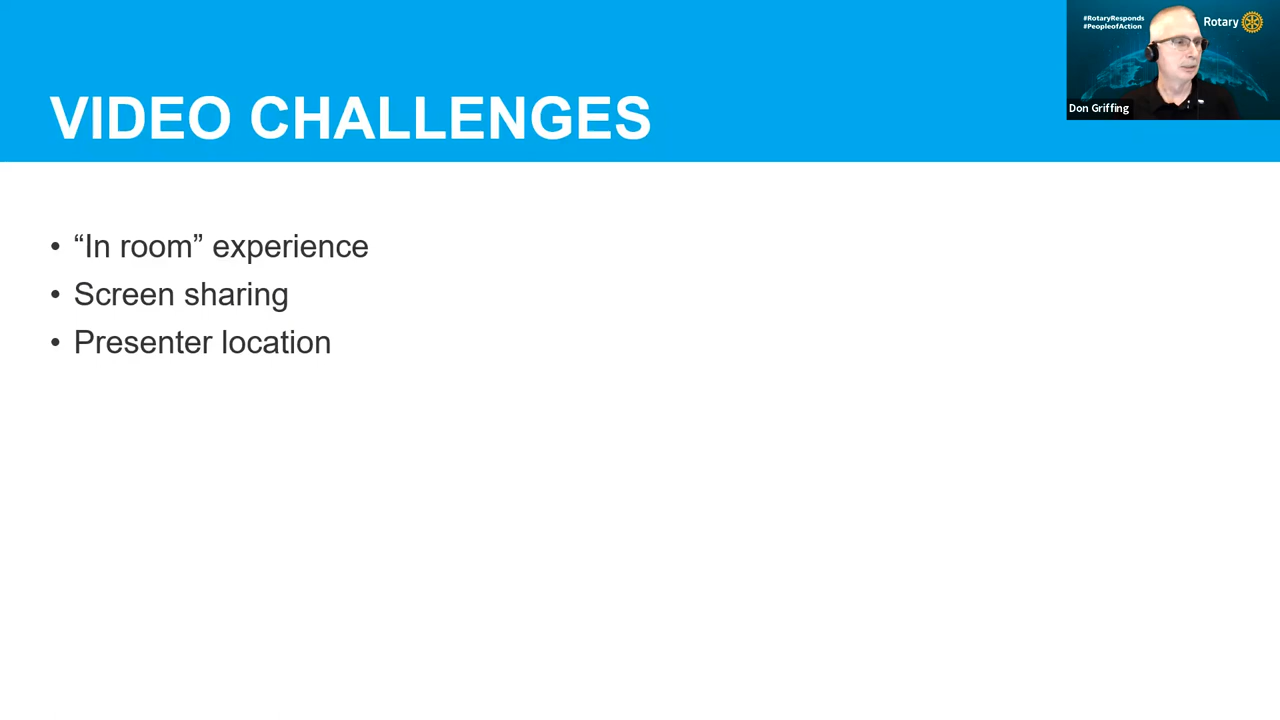 #RotaryResponds
#PeopleofAction
Rotary
Don Griffing
VIDEO CHALLENGES
• “In room” experience
• Screen sharing
• Presenter location